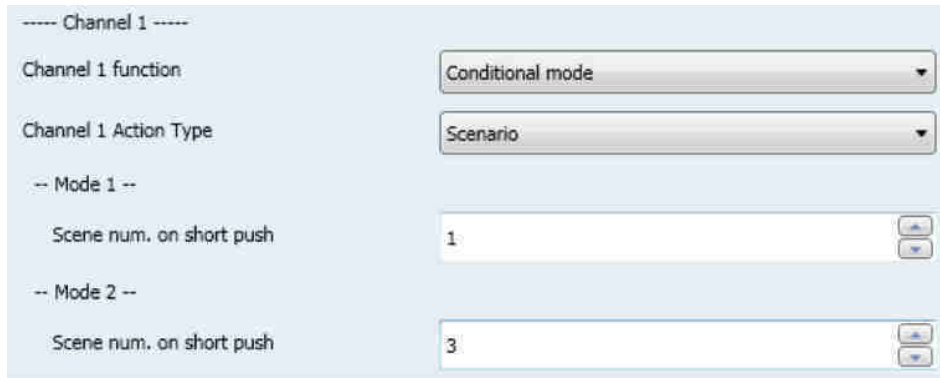 ----- Channel 1 -----
Channel 1 function Conditional mode
Channel 1 Action Type Scenario
-- Mode 1 --
Scene num. on short push 1
-- Mode 2 --
Scene num. on short push 3